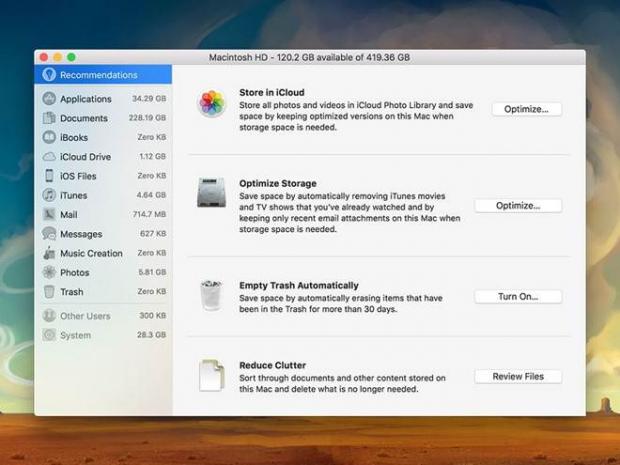 Macintosh HD - 120.2 GB available of 419.36 GB
Recommendations
Applications 34.29 GB
Documents 228.19 GB
iBooks Zero KB
iCloud Drive 1.12 GB
iOS Files Zero KB
iTunes 4.64 GB
Mail 714.7 MB
Messages 627 KB
Music Creation Zero KB
Photos 5.81 GB
Trash Zero KB
Other Users 300 KB
System 28.3 GB
Store in iCloud
Store all photos and videos in iCloud Photo Library and save
space by keeping optimized versions on this Mac when
storage space is needed.
Optimize...
Optimize Storage
Save space by automatically removing iTunes movies
and TV shows that you've already watched and by
keeping only recent email attachments on this Mac when
storage space is needed.
Optimize...
Empty Trash Automatically
Save space by automatically erasing items that have
been in the Trash for more than 30 days.
Turn On...
Reduce Clutter
Sort through documents and other content stored on
this Mac and delete what is no longer needed.
Review Files